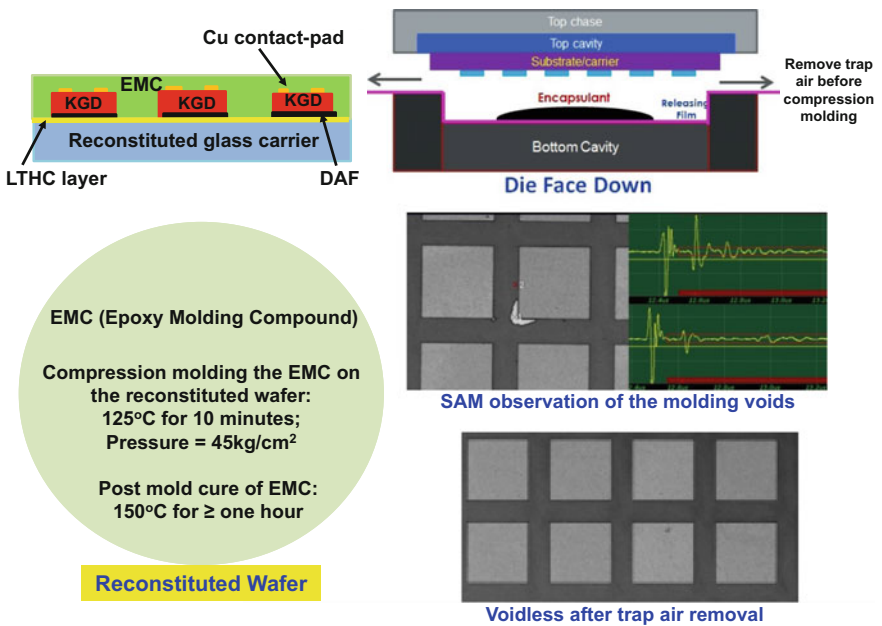 Cu contact-pad
EMC
KGD
KGD
KGD
Reconstituted glass carrier
LTHC layer
DAF
Top chase
Top cavity
Substrate/carrier
Remove trap
air before
compression
molding
Encapsulant
Releasing
Film
Bottom Cavity
Die Face Down
EMC (Epoxy Molding Compound)
Compression molding the EMC on
the reconstituted wafer:
125°C for 10 minutes;
Pressure = 45kg/cm²
Post mold cure of EMC:
150°C for ≥ one hour
Reconstituted Wafer
SAM observation of the molding voids
Voidless after trap air removal